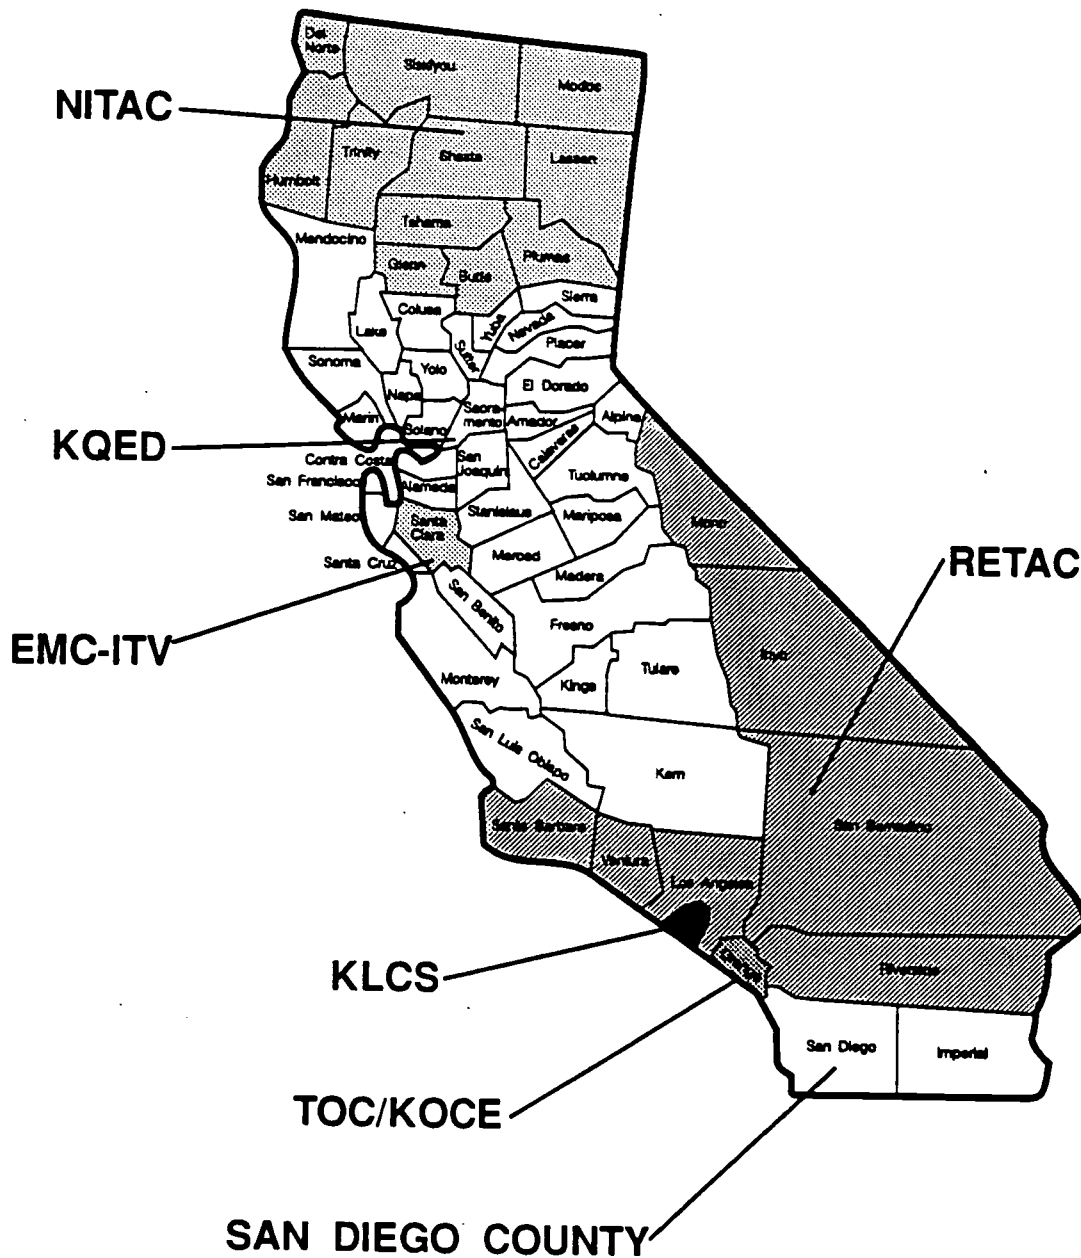 Del
Norte
Siskiyou
Modoc
NITAC
Trinity
Shasta
Lassen
Humbolt
Tehama
Mendocino
Plumas
Glenn
Butte
Sierra
Colusa
Yuba
Nevada
Lake
Sutter
Placer
Sonoma
Yolo
El Dorado
Napa
Sacra-
mento
Marin
Solano
Amador
Alpine
KQED
Calaveras
Contra Costa
San
Joaquin
Tuolumne
San Francisco
Alameda
San Mateo
Santa
Clara
Stanislaus
Mariposa
Mono
Merced
RETAC
Santa Cruz
Madera
San Benito
Fresno
EMC-ITV
Inyo
Tulare
Monterey
Kings
San Luis Obispo
Kern
Santa Barbara
San Bernadino
Ventura
Los Angeles
KLCS
Orange
Riverside
San Diego
Imperial
TOC/KOCE
SAN DIEGO COUNTY